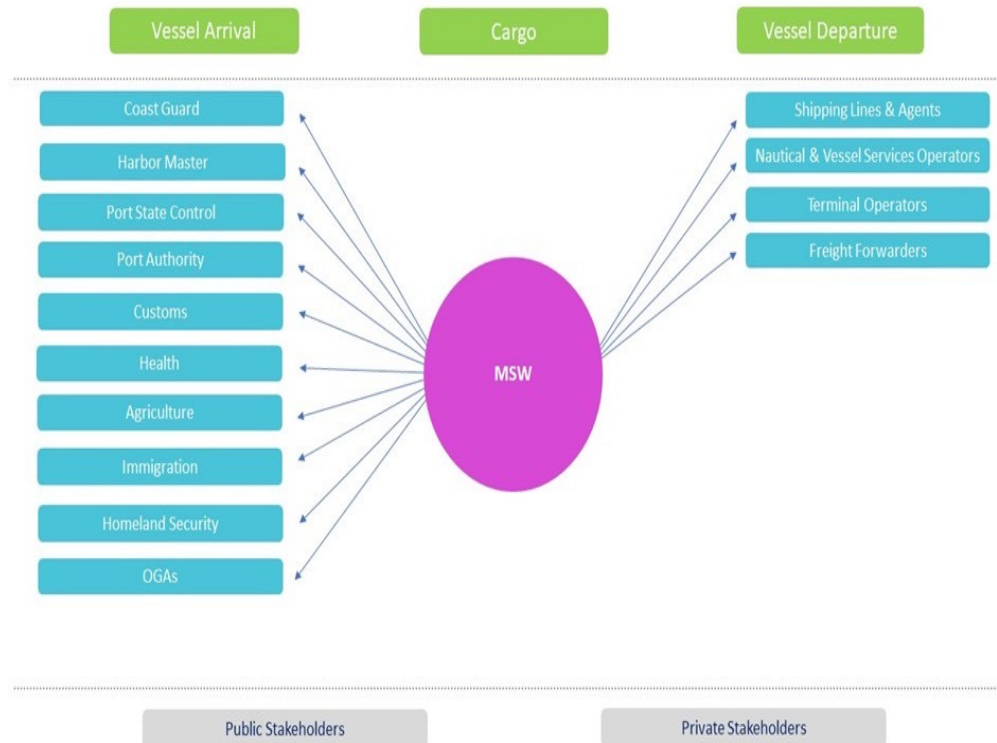 Vessel Arrival
Cargo
Vessel Departure
Coast Guard
Harbor Master
Port State Control
Port Authority
Customs
Health
Agriculture
Immigration
Homeland Security
OGAs
MSW
Shipping Lines & Agents
Nautical & Vessel Services Operators
Terminal Operators
Freight Forwarders
Public Stakeholders
Private Stakeholders